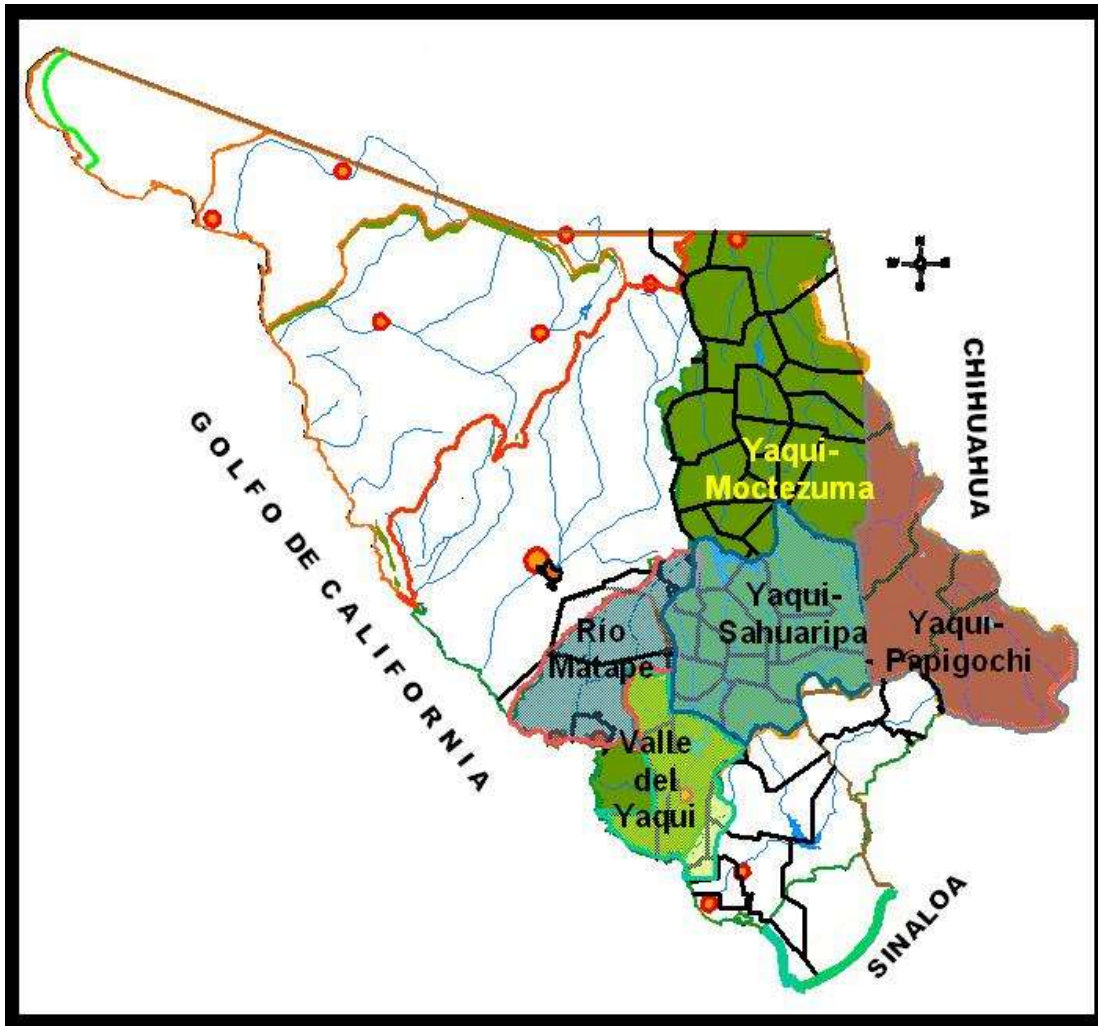 CHIHUAHUA
GOLFO DE CALIFORNIA
Yaqui-
Moctezuma
Yaqui-
Sahuaripa
Río
Matape
Yaqui-
- Papigochi
Valle
del
Yaqui
SINALOA